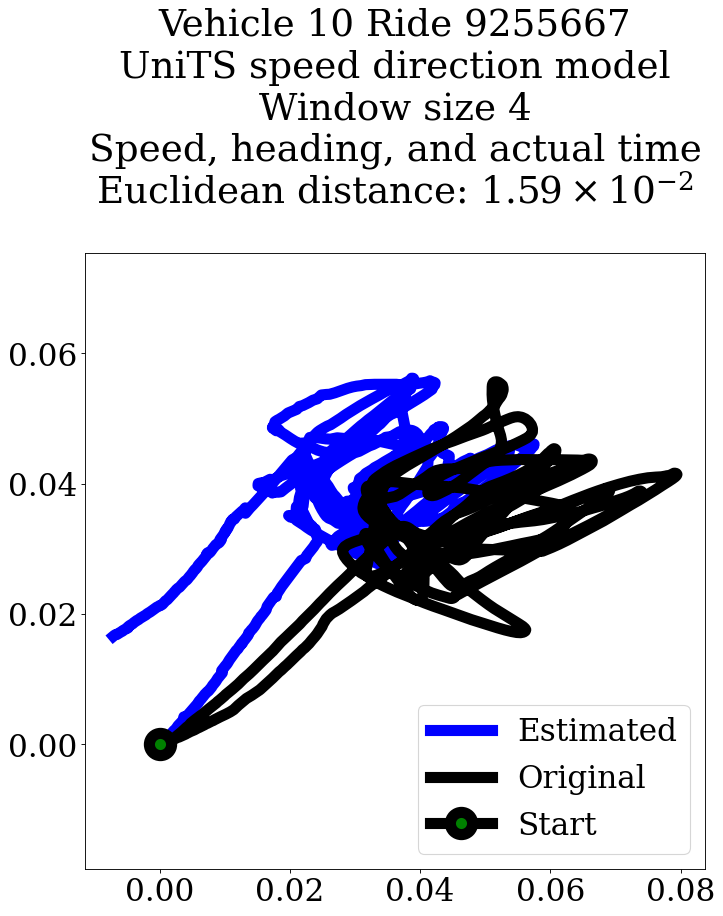 Vehicle 10 Ride 9255667
UniTS speed direction model
Window size 4
Speed, heading, and actual time
Euclidean distance: 1.59 × 10⁻²
0.06
0.04
0.02
0.00
Estimated
Original
Start
0.00 0.02 0.04 0.06 0.08